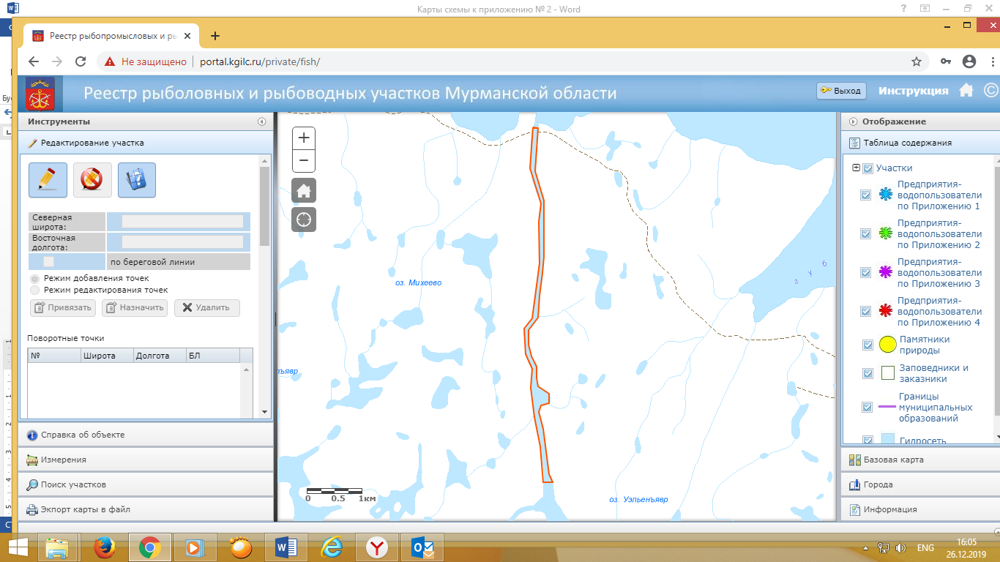 Карты схемы к приложению № 2 - Word
Реестр рыбопромысловых и ры
Не защищено
portal.kgilc.ru/private/fish/
Реестр рыболовных и рыбоводных участков Мурманской области
Выход
Инструкция
©
Инструменты
Редактирование участка
Северная
широта:
Восточная
долгота:
по береговой линии
Режим добавления точек
Режим редактирования точек
Привязать
Назначить
Удалить
Поворотные точки
№ Широта Долгота БЛ
Справка об объекте
Измерения
Поиск участков
Экспорт карты в файл
+
−
оз. Михеево
ъявр
г у б
оз. Уэльенъявр
0 0.5 1км
Отображение
Таблица содержания
Участки
Предприятия-
водопользователи
по Приложению 1
Предприятия-
водопользователи
по Приложению 2
Предприятия-
водопользователи
по Приложению 3
Предприятия-
водопользователи
по Приложению 4
Памятники
природы
Заповедники и
заказники
Границы
муниципальных
образований
Гидросеть
Базовая карта
Города
Информация
ENG
16:05
26.12.2019